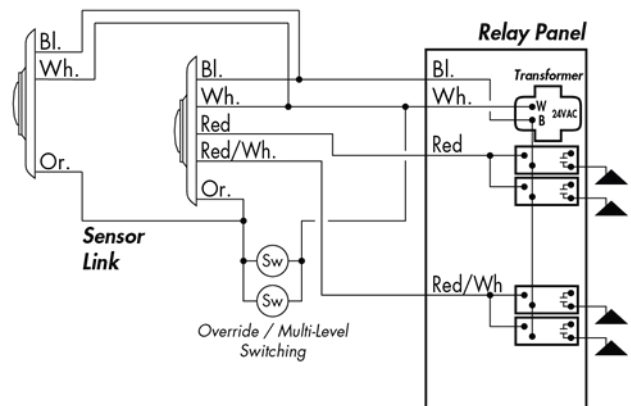 Relay Panel
Bl.
Wh.
Or.
Sensor
Link
Bl.
Wh.
Red
Red/Wh.
Or.
Sw
Sw
Override / Multi-Level
Switching
Bl.
Wh.
Red
Red/Wh
Transformer
W
24VAC
B